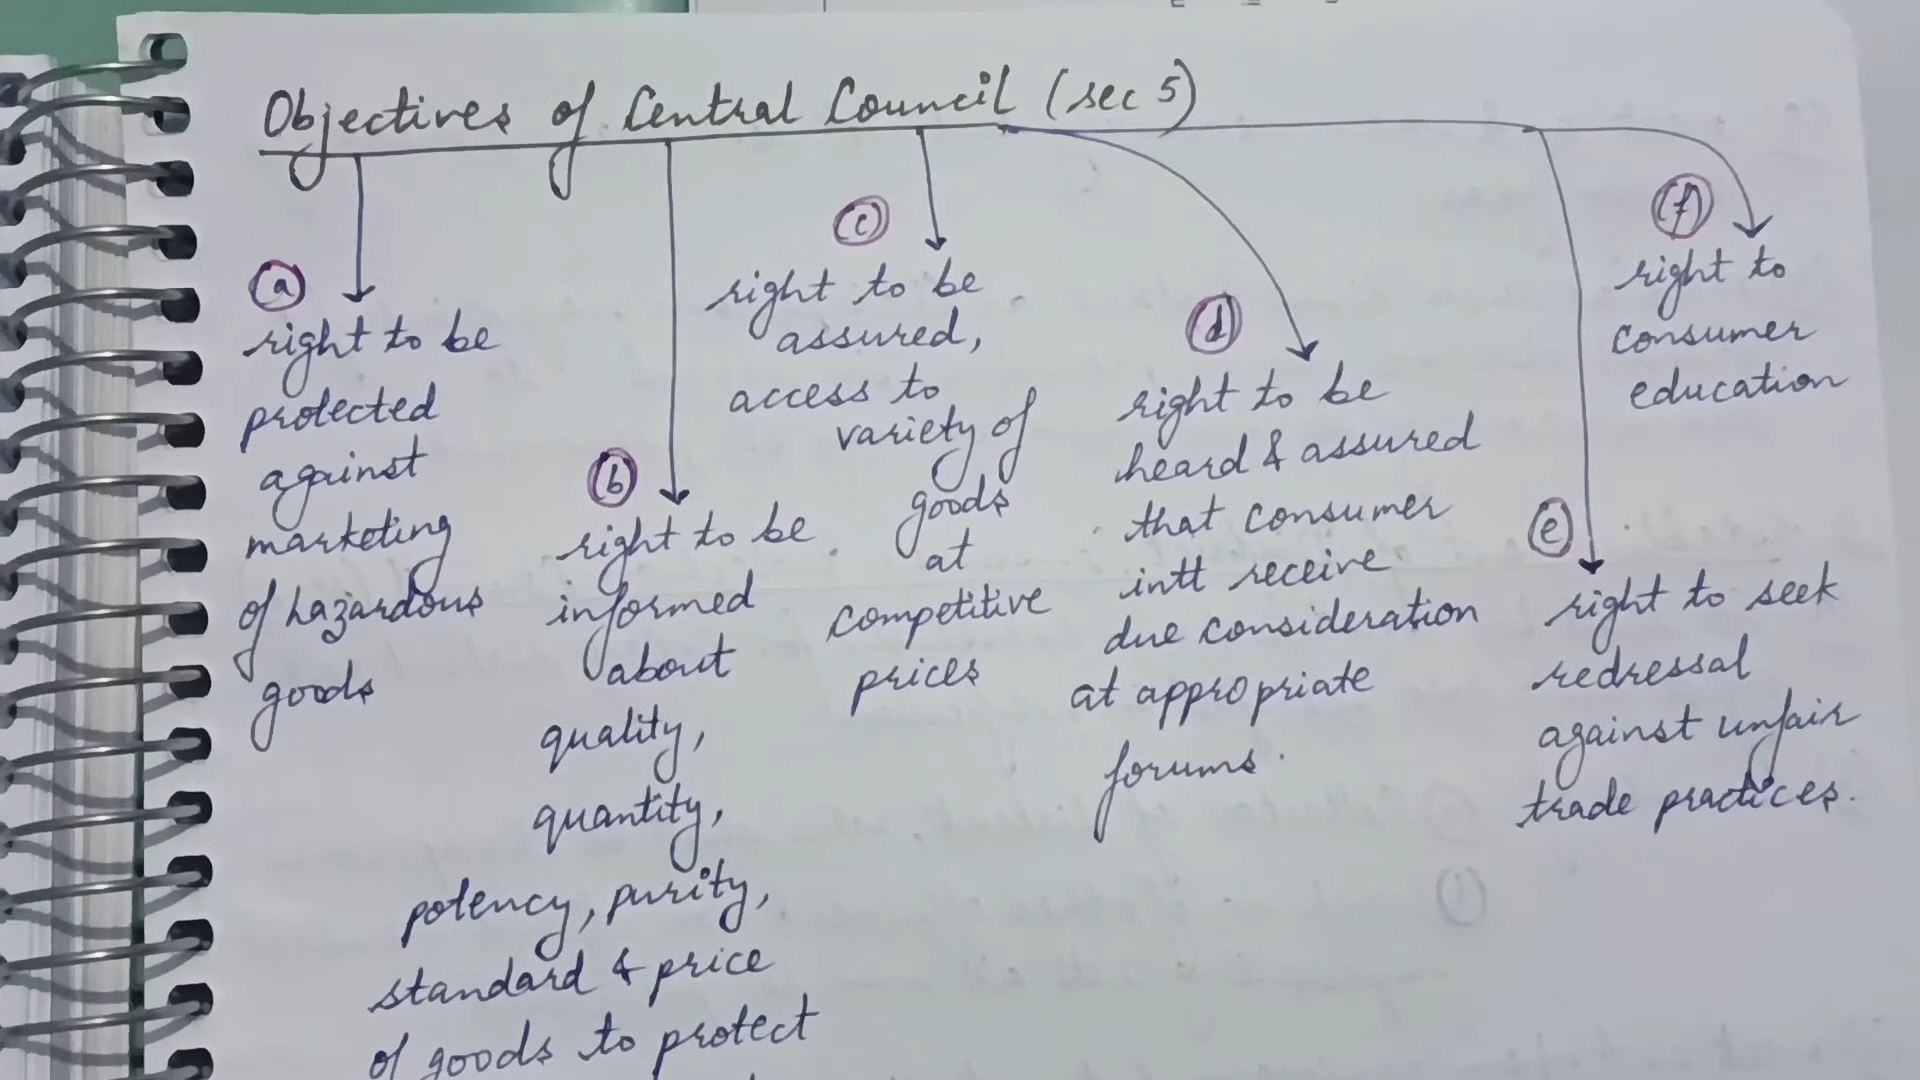 Objectives of Central Council (sec 5)
(a)
right to be
protected
against
marketing
of hazardous
goods
(b)
right to be
informed
about
quality,
quantity,
potency, purity,
standard & price
of goods to protect
(c)
right to be
assured,
access to
variety of
goods
at
competitive
prices
(d)
right to be
heard & assured
that consumer
intt receive
due consideration
at appropriate
forums.
(e)
right to seek
redressal
against unfair
trade practices.
(f)
right to
consumer
education